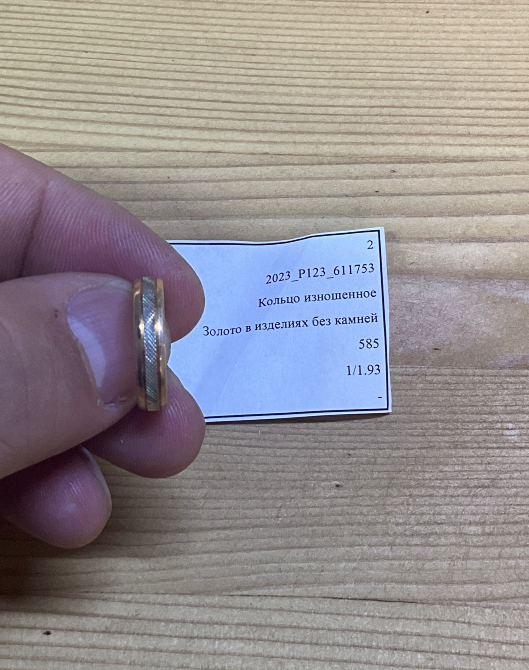 2
2023_P123_611753
Кольцо изношенное
Золото в изделиях без камней
585
1/1.93
-